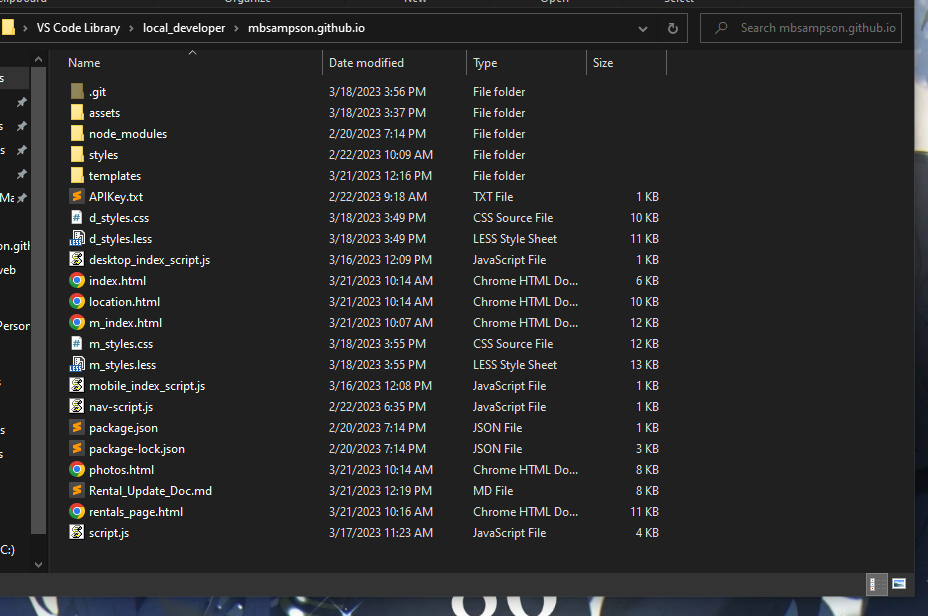 Organize
New
Open
Select
VS Code Library > local_developer > mbsampson.github.io
Search mbsampson.github.io
Name Date modified Type Size
.git 3/18/2023 3:56 PM File folder
assets 3/18/2023 3:37 PM File folder
node_modules 2/20/2023 7:14 PM File folder
styles 2/22/2023 10:09 AM File folder
templates 3/21/2023 12:16 PM File folder
APIKey.txt 2/22/2023 9:18 AM TXT File 1 KB
d_styles.css 3/18/2023 3:49 PM CSS Source File 10 KB
d_styles.less 3/18/2023 3:49 PM LESS Style Sheet 11 KB
desktop_index_script.js 3/16/2023 12:09 PM JavaScript File 1 KB
index.html 3/21/2023 10:14 AM Chrome HTML Do... 6 KB
location.html 3/21/2023 10:14 AM Chrome HTML Do... 10 KB
m_index.html 3/21/2023 10:07 AM Chrome HTML Do... 12 KB
m_styles.css 3/18/2023 3:55 PM CSS Source File 12 KB
m_styles.less 3/18/2023 3:55 PM LESS Style Sheet 13 KB
mobile_index_script.js 3/16/2023 12:08 PM JavaScript File 1 KB
nav-script.js 2/22/2023 6:35 PM JavaScript File 1 KB
package.json 2/20/2023 7:14 PM JSON File 1 KB
package-lock.json 2/20/2023 7:14 PM JSON File 3 KB
photos.html 3/21/2023 10:14 AM Chrome HTML Do... 8 KB
Rental_Update_Doc.md 3/21/2023 12:19 PM MD File 8 KB
rentals_page.html 3/21/2023 10:16 AM Chrome HTML Do... 11 KB
script.js 3/17/2023 11:23 AM JavaScript File 4 KB
C:)